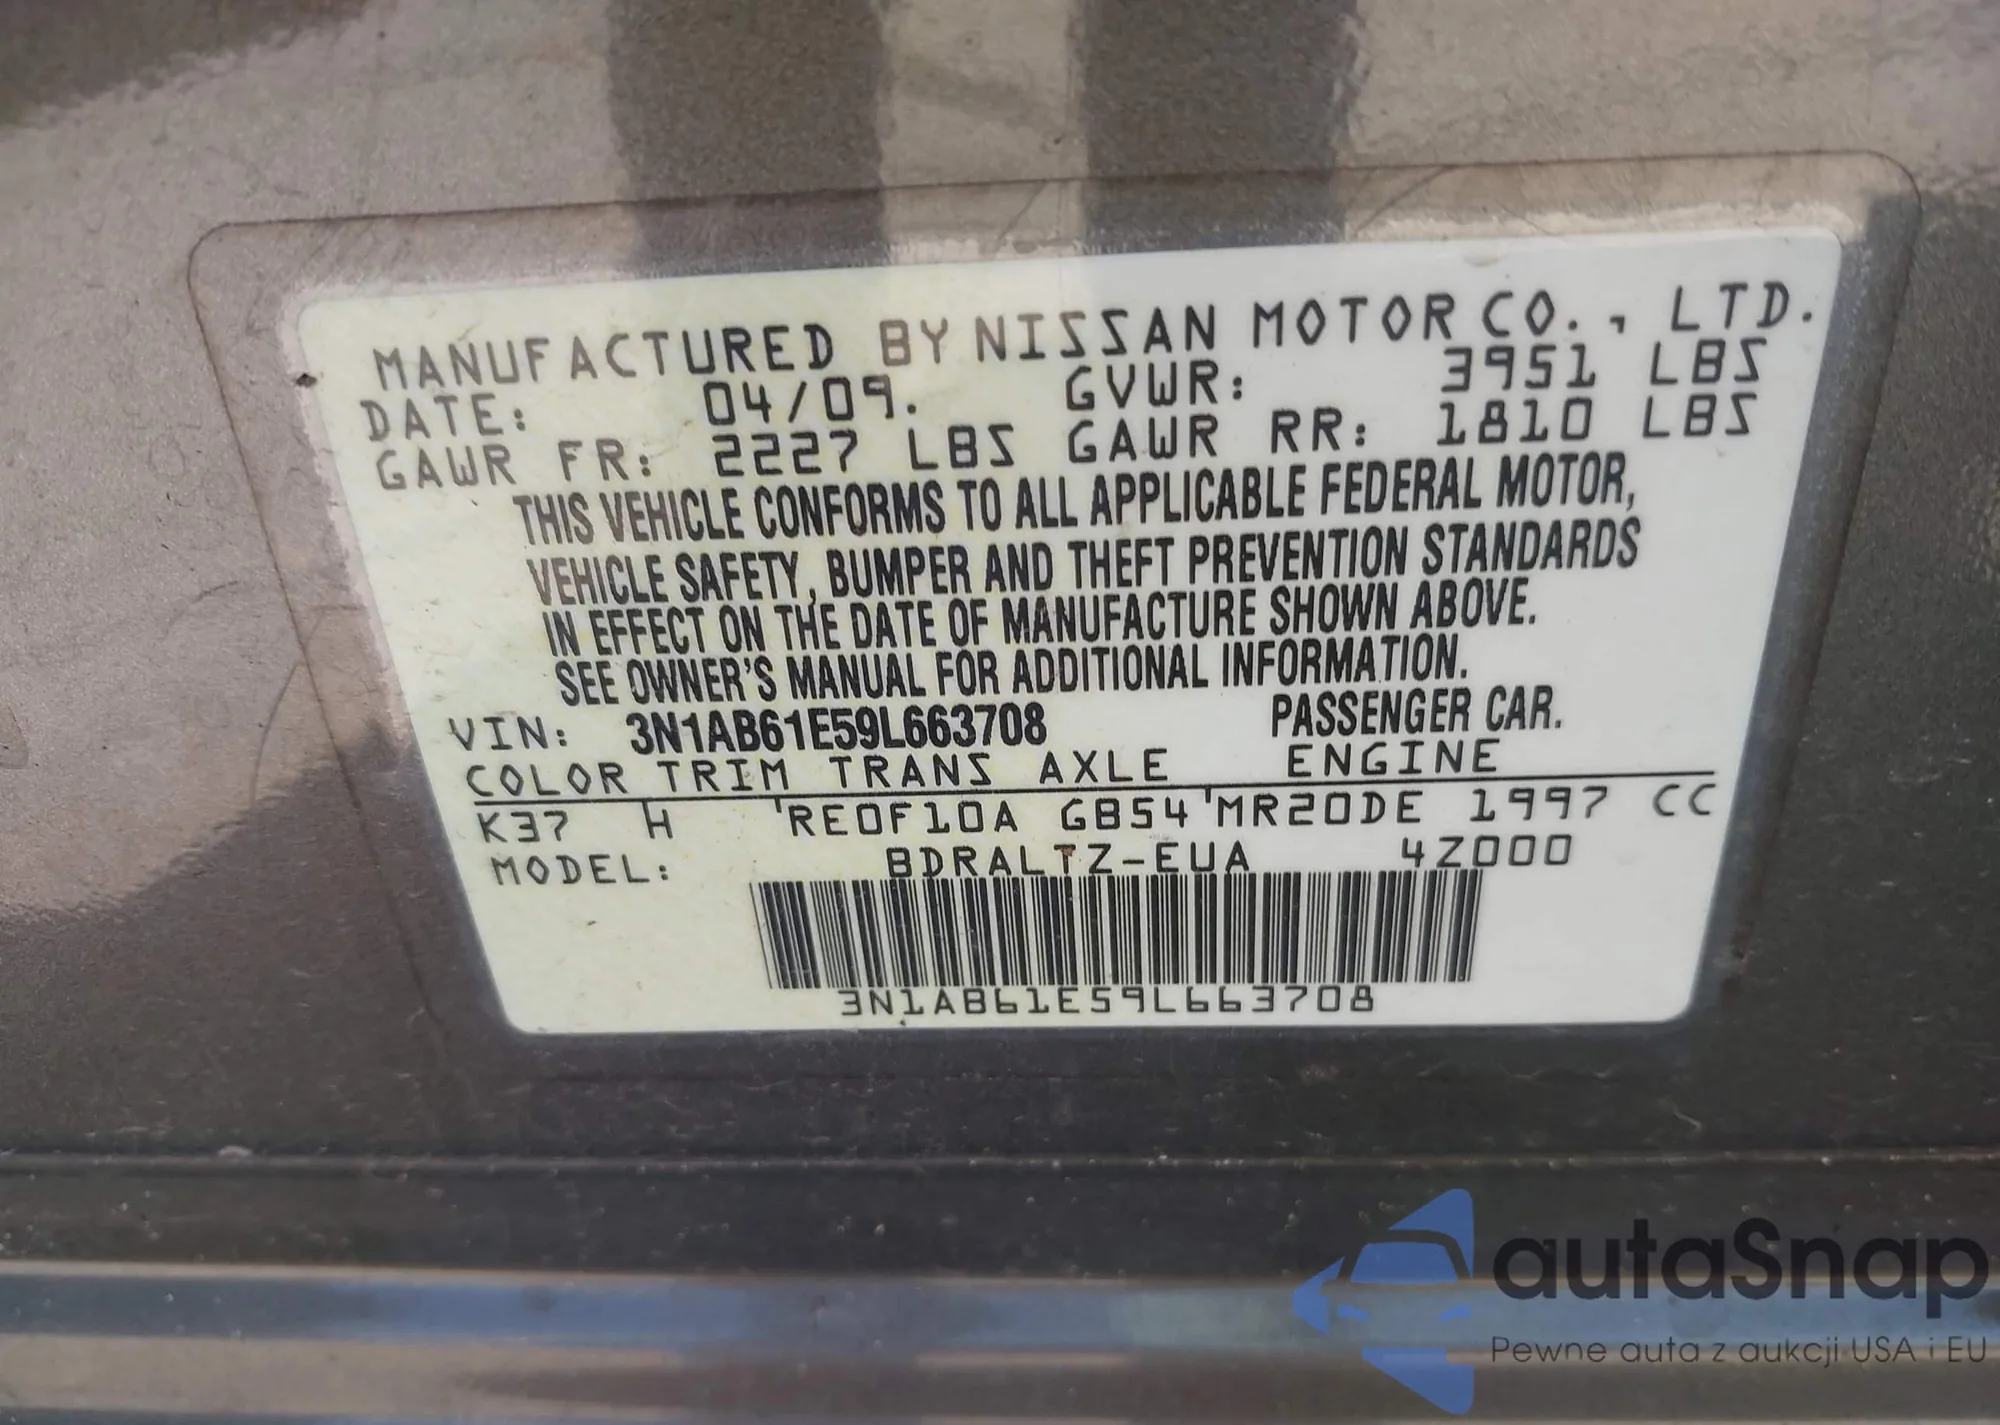 MANUFACTURED BY NISSAN MOTOR CO., LTD.
DATE: 04/09. GVWR: 3951 LBS
GAWR FR: 2227 LBS GAWR RR: 1810 LBS
THIS VEHICLE CONFORMS TO ALL APPLICABLE FEDERAL MOTOR,
VEHICLE SAFETY, BUMPER AND THEFT PREVENTION STANDARDS
IN EFFECT ON THE DATE OF MANUFACTURE SHOWN ABOVE.
SEE OWNER'S MANUAL FOR ADDITIONAL INFORMATION.
VIN: 3N1AB61E59L663708 PASSENGER CAR.
COLOR TRIM TRANS AXLE ENGINE
K37 H RE0F10A GB54 MR20DE 1997 CC
MODEL: BDRALTZ-EUA 4Z000
3N1AB61E59L663708
autaSnap
Pewne auta z aukcji USA i EU